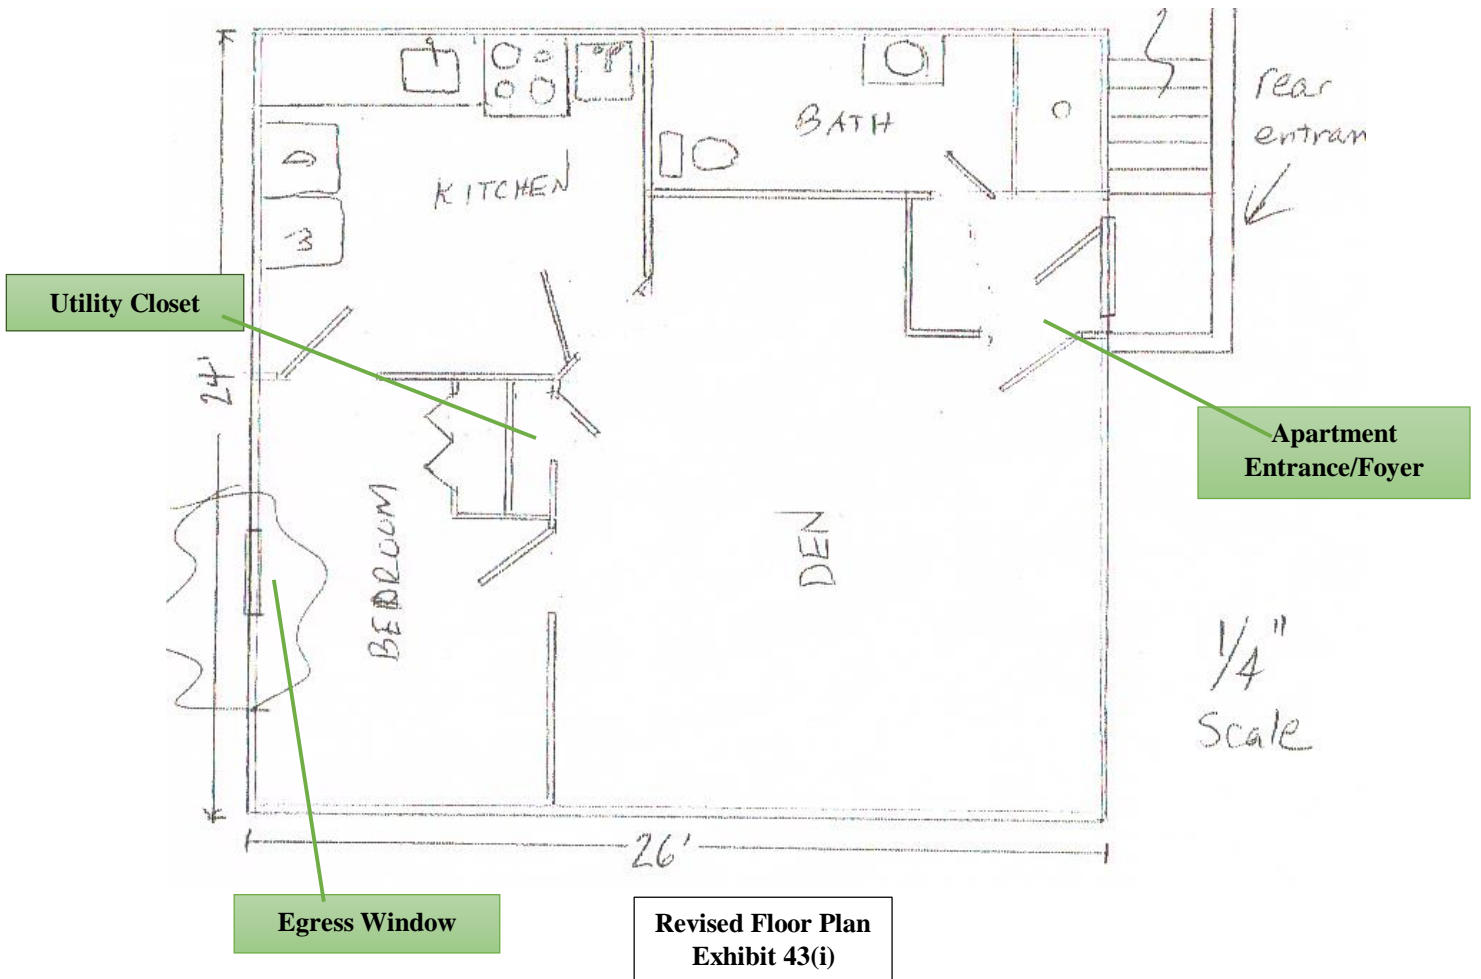 rear
entran
BATH
KITCHEN
Utility Closet
24'
Apartment
Entrance/Foyer
BEDROOM
DEN
1/4"
Scale
26'
Egress Window
Revised Floor Plan
Exhibit 43(i)